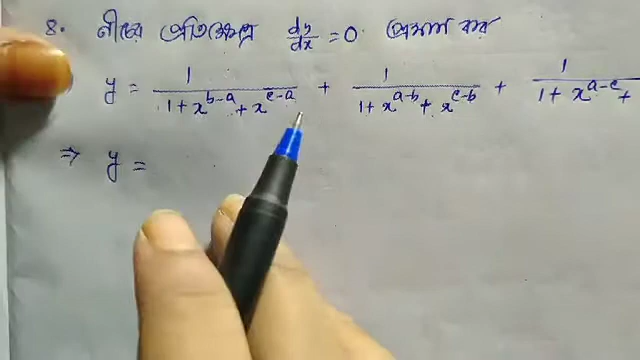 8. নীচের প্রতিক্ষেত্রে dy/dx = 0 প্রমাণ কর
y = 1/(1 + x^{b-a} + x^{c-a}) + 1/(1 + x^{a-b} + x^{c-b}) + 1/(1 + x^{a-c} +
⇒ y =